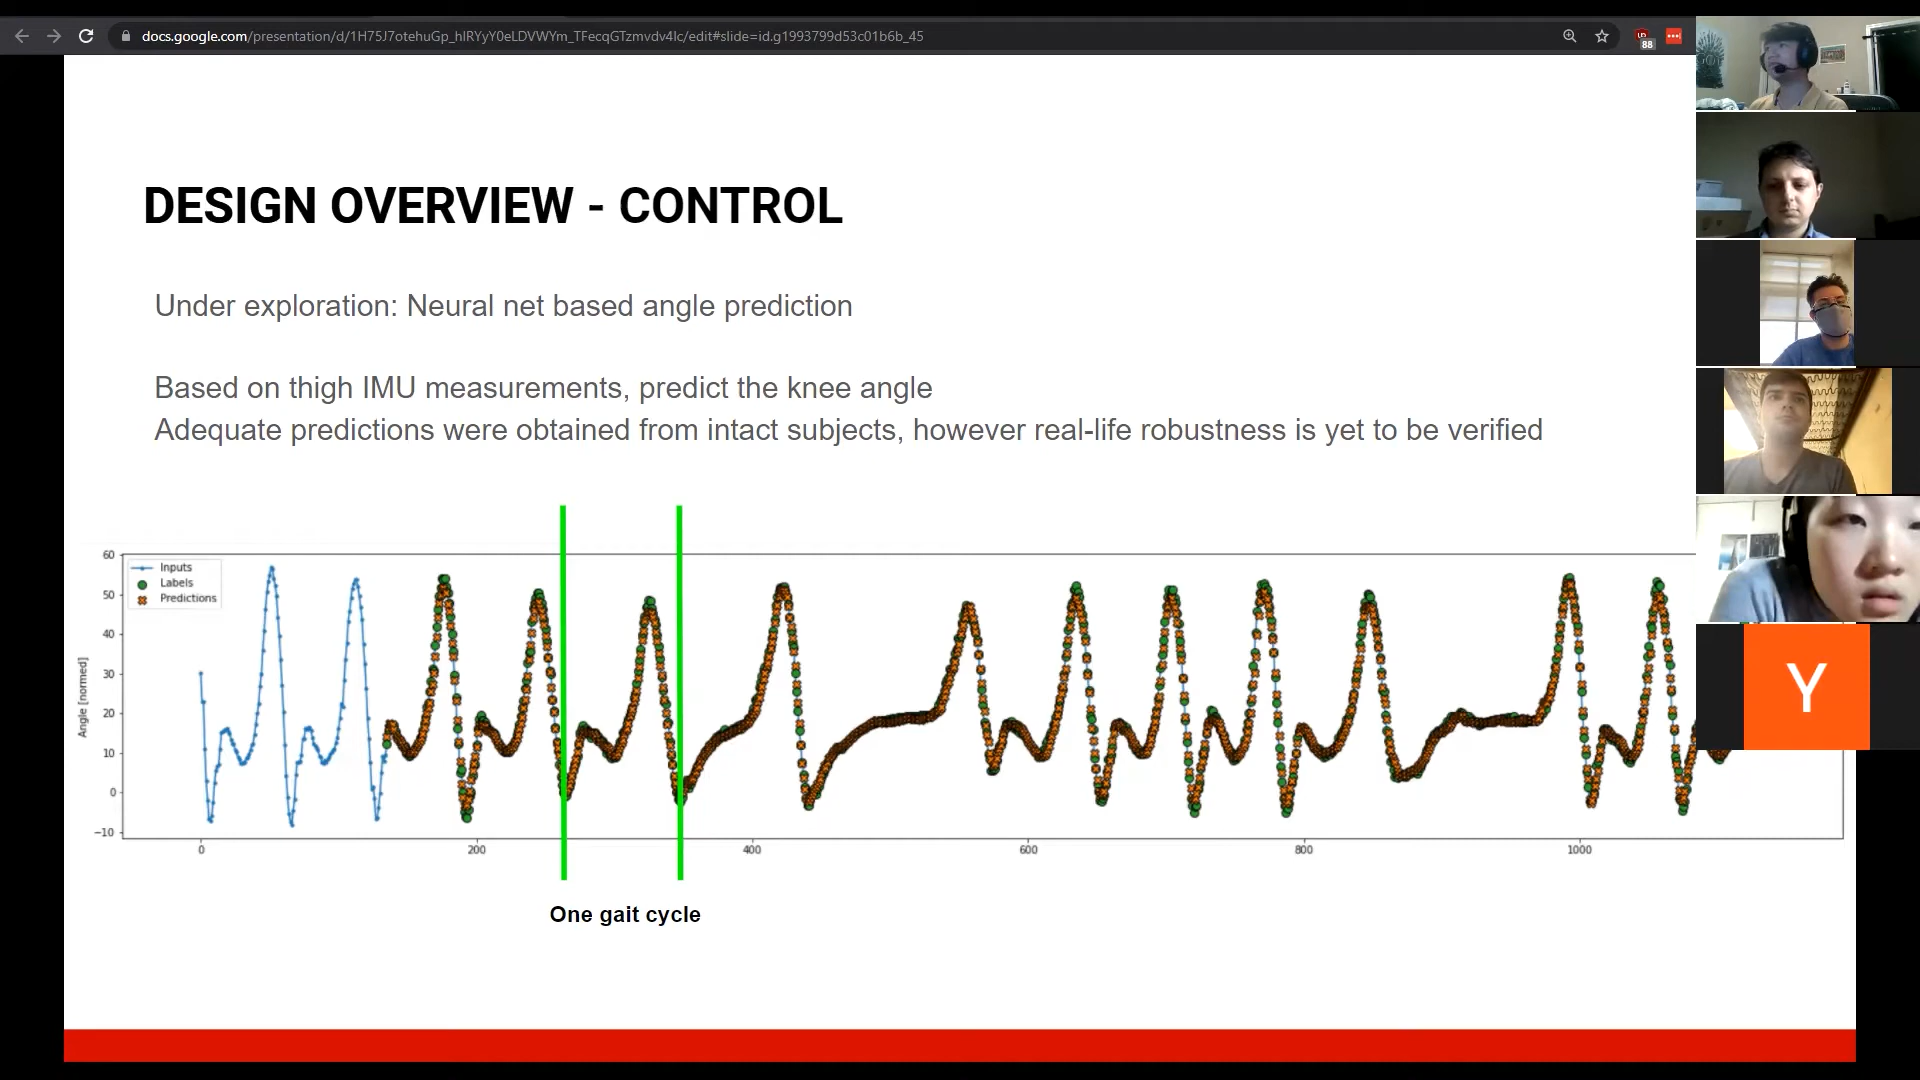 docs.google.com/presentation/d/1H75J7otehuGp_hIRYyY0eLDVWYm_TFecqGTzmvdv4lc/edit#slide=id.g1993799d53c01b6b_45
88
DESIGN OVERVIEW - CONTROL
Under exploration: Neural net based angle prediction
Based on thigh IMU measurements, predict the knee angle
Adequate predictions were obtained from intact subjects, however real-life robustness is yet to be verified
Inputs
Labels
Predictions
Angle [normed]
60
50
40
30
20
10
0
−10
0 200 400 600 800 1000
One gait cycle
Y